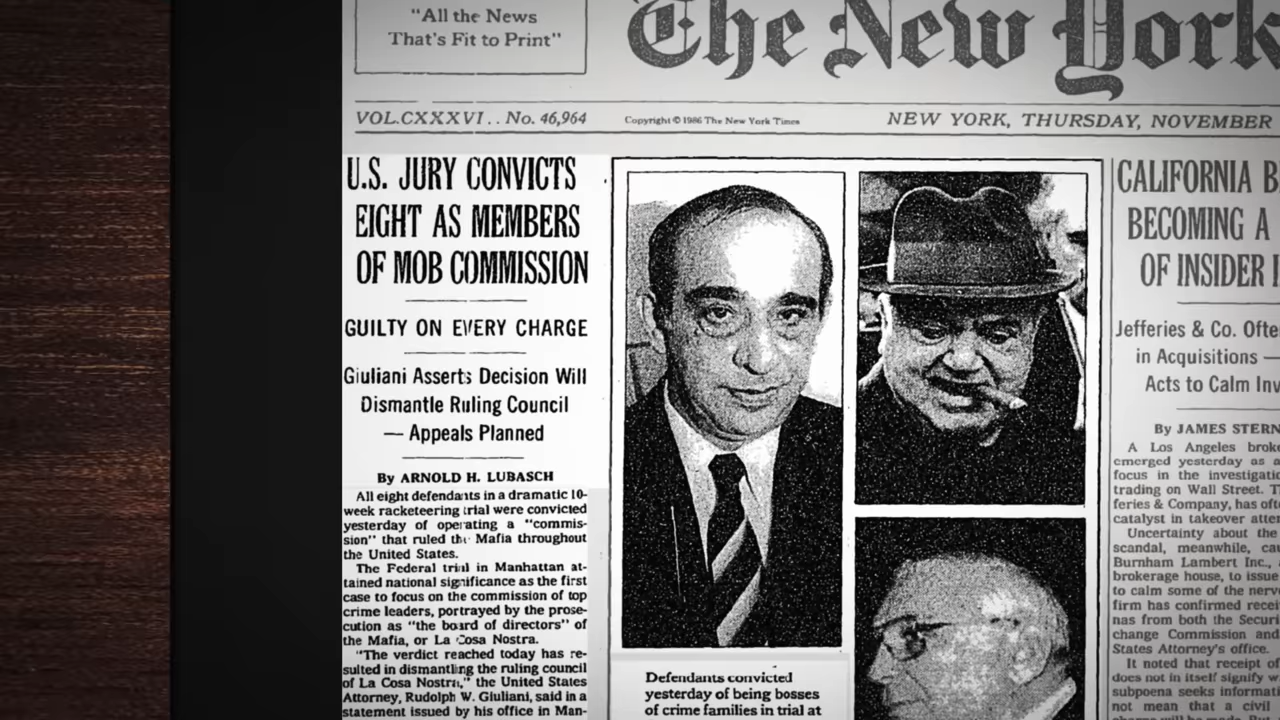 "All the News
That's Fit to Print"
The New York
VOL.CXXXVI . . No. 46,964
Copyright © 1986 The New York Times
NEW YORK, THURSDAY, NOVEMBER
U.S. JURY CONVICTS
EIGHT AS MEMBERS
OF MOB COMMISSION
GUILTY ON EVERY CHARGE
Giuliani Asserts Decision Will
Dismantle Ruling Council
— Appeals Planned
By ARNOLD H. LUBASCH
All eight defendants in a dramatic 10-
week racketeering trial were convicted
yesterday of operating a "commis-
sion" that ruled the Mafia throughout
the United States.
The Federal trial in Manhattan at-
tained national significance as the first
case to focus on the commission of top
crime leaders, portrayed by the prose-
cution as "the board of directors" of
the Mafia, or La Cosa Nostra.
"The verdict reached today has re-
sulted in dismantling the ruling council
of La Cosa Nostra," the United States
Attorney, Rudolph W. Giuliani, said in a
statement issued by his office in Man-
Defendants convicted
yesterday of being bosses
of crime families in trial at
CALIFORNIA B
BECOMING A
OF INSIDER I
Jefferies & Co. Ofte
in Acquisitions —
Acts to Calm Inv
By JAMES STERN
A Los Angeles broke
emerged yesterday as a
focus in the investigatio
trading on Wall Street. T
feries & Company, has oft
catalyst in takeover atte
Uncertainty about the
scandal, meanwhile, cau
Burnham Lambert Inc., a
brokerage house, to issue
to calm some of the nerv
firm has confirmed recei
nas from both the Securi
change Commission and
States Attorney's office.
It noted that receipt of
does not in itself signify w
subpoena seeks informati
not mean that a civil